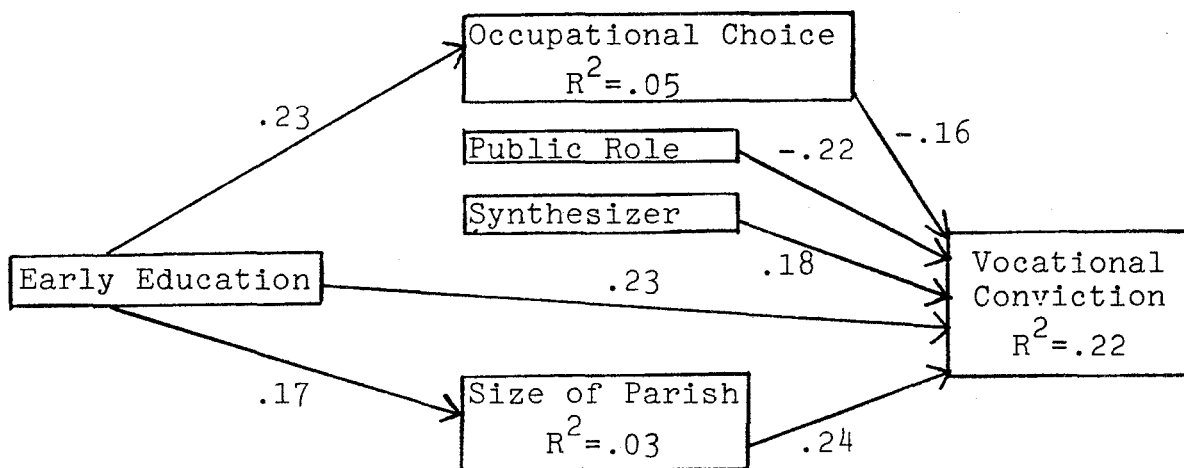 Occupational Choice
R²=.05
.23
-.16
Public Role
-.22
Synthesizer
.18
Early Education
.23
Vocational
Conviction
R²=.22
.17
Size of Parish
R²=.03
.24